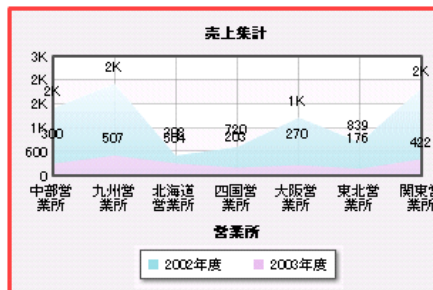 売上集計
3K
2K
2K
1K
600
0
2K
2K
1K
2K
300
507
584
720
203
270
839
176
422
中部営業所
九州営業所
北海道営業所
四国営業所
大阪営業所
東北営業所
関東営業所
営業所
2002年度
2003年度